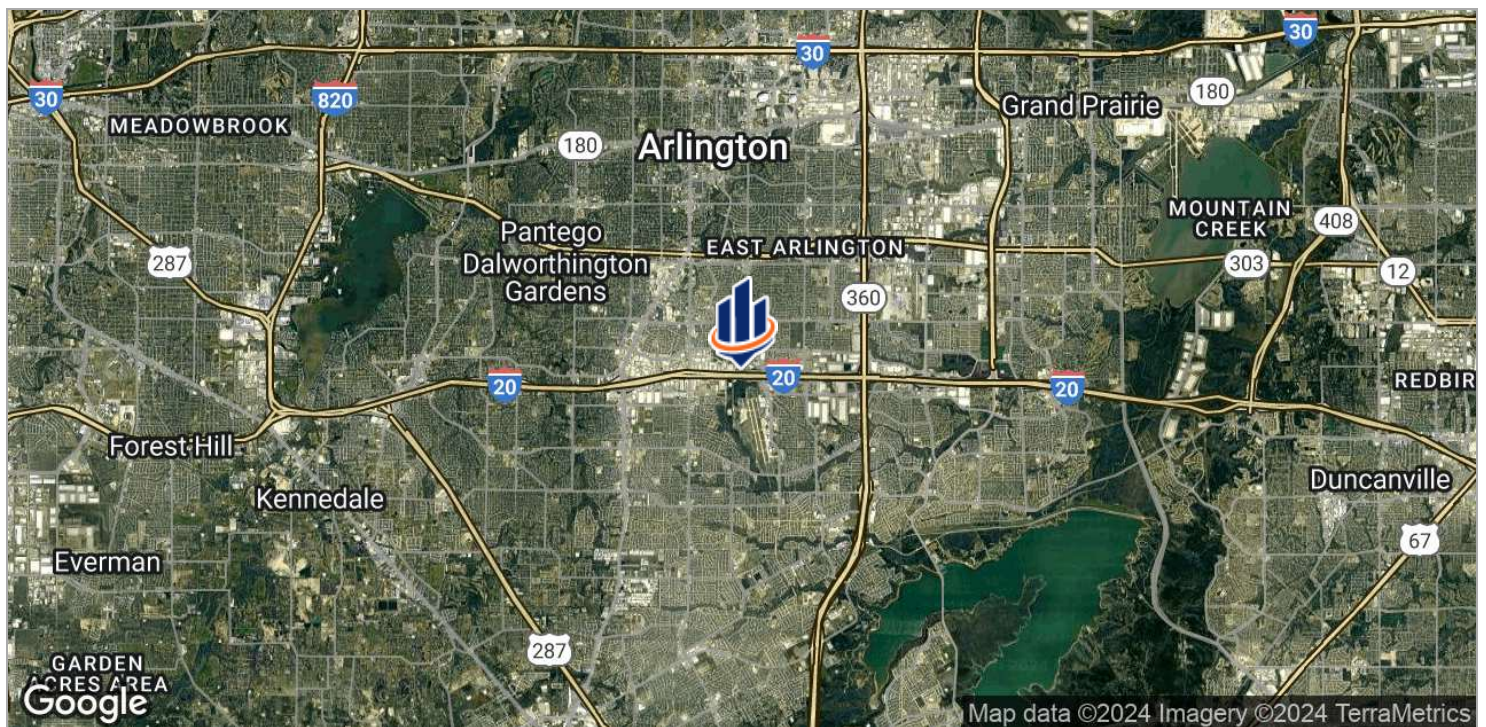 30
30
30
820
180
Grand Prairie
MEADOWBROOK
180
Arlington
MOUNTAIN
CREEK
408
Pantego
EAST ARLINGTON
Dalworthington
Gardens
287
303
12
360
20
20
20
REDBIR
Forest Hill
Kennedale
Duncanville
Everman
67
287
GARDEN
ACRES AREA
Google
Map data ©2024 Imagery ©2024 TerraMetrics